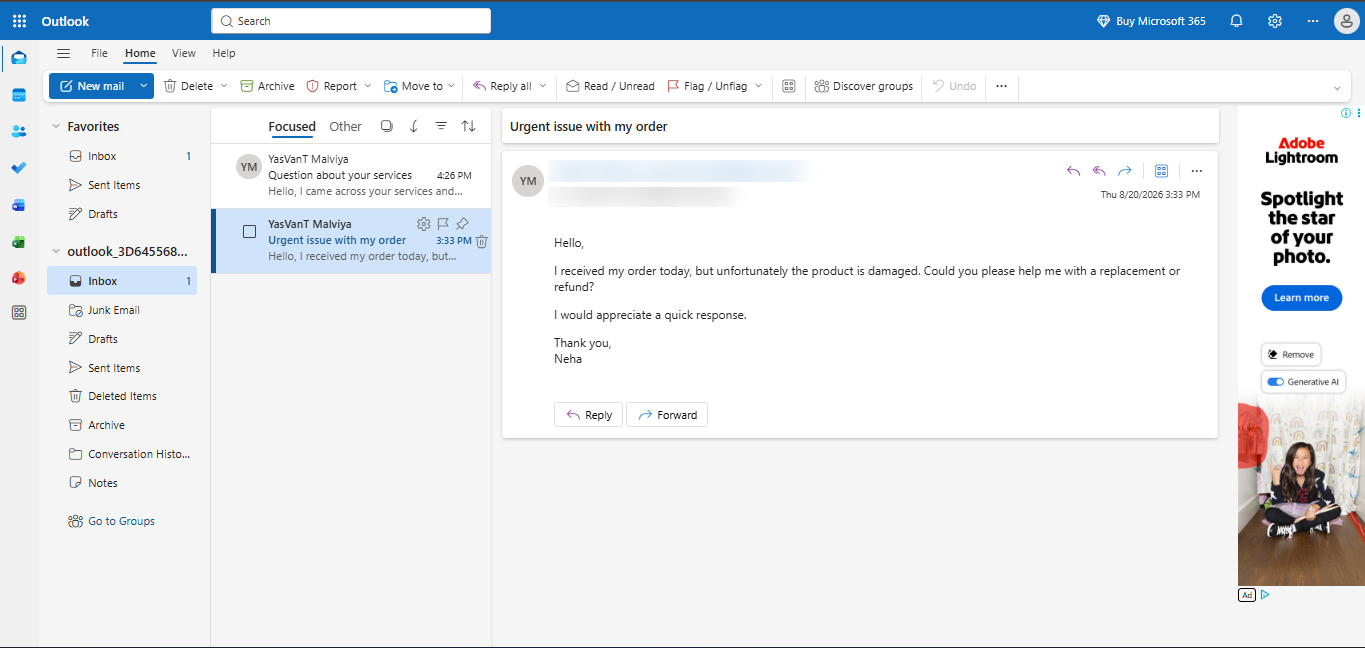 Outlook
Search
Buy Microsoft 365
File Home View Help
New mail Delete Archive Report Move to Reply all Read / Unread Flag / Unflag Discover groups Undo
Favorites
Inbox 1
Sent Items
Drafts
outlook_3D645568...
Inbox 1
Junk Email
Drafts
Sent Items
Deleted Items
Archive
Conversation Histo...
Notes
Go to Groups
Focused Other
YM
YasVanT Malviya
Question about your services 4:26 PM
Hello, I came across your services and...
YasVanT Malviya
Urgent issue with my order 3:33 PM
Hello, I received my order today, but...
Urgent issue with my order
YM
Thu 8/20/2026 3:33 PM
Hello,
I received my order today, but unfortunately the product is damaged. Could you please help me with a replacement or
refund?
I would appreciate a quick response.
Thank you,
Neha
Reply Forward
Adobe
Lightroom
Spotlight
the star
of your
photo.
Learn more
Remove
Generative AI
Ad